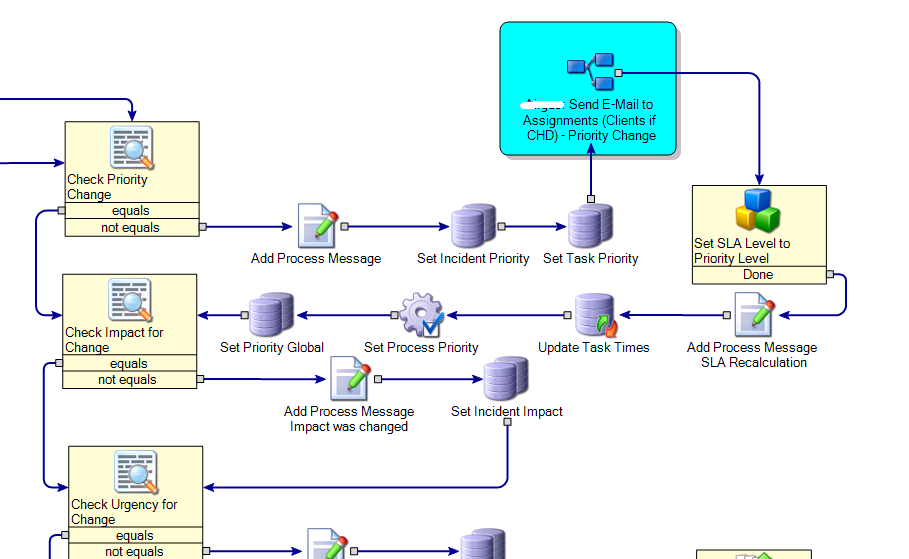 Send E-Mail to
Assignments (Clients if
CHD) - Priority Change
Check Priority
Change
equals
not equals
Add Process Message
Set Incident Priority
Set Task Priority
Set SLA Level to
Priority Level
Done
Check Impact for
Change
equals
not equals
Set Priority Global
Set Process Priority
Update Task Times
Add Process Message
SLA Recalculation
Add Process Message
Impact was changed
Set Incident Impact
Check Urgency for
Change
equals
not equals